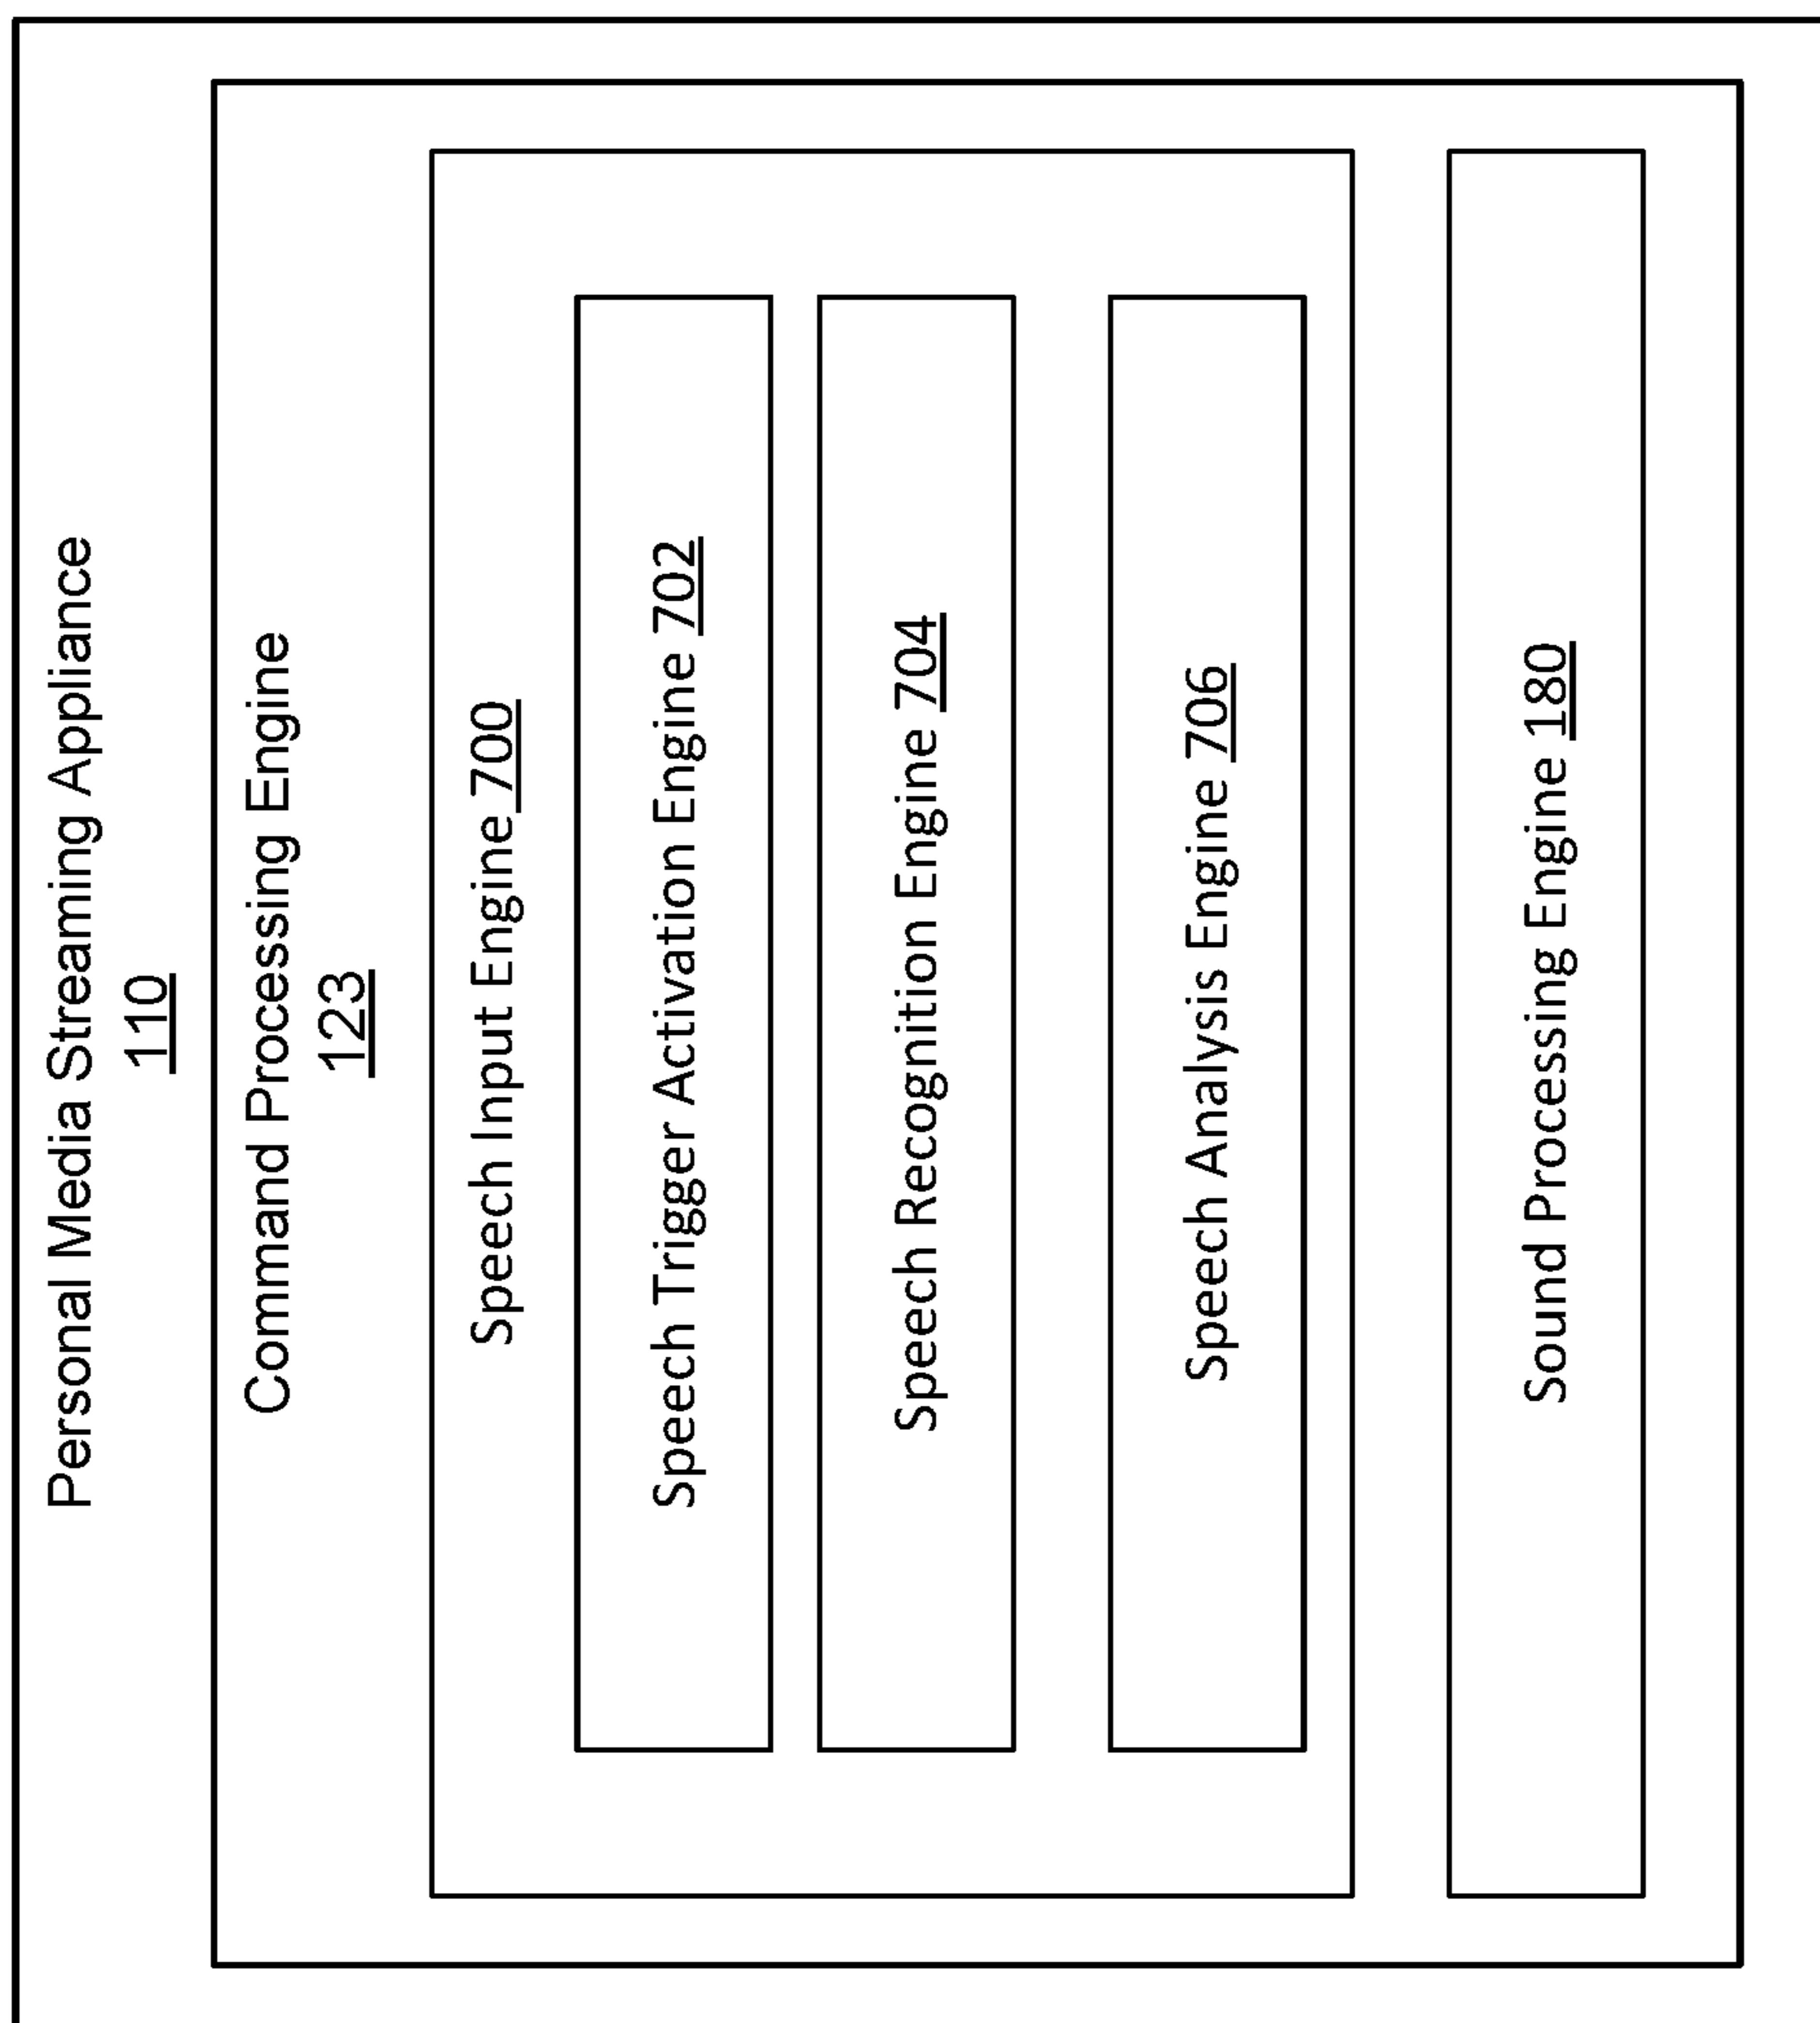 Personal Media Streaming Appliance
110
Command Processing Engine
123
Speech Input Engine 700
Speech Trigger Activation Engine 702
Speech Recognition Engine 704
Speech Analysis Engine 706
Sound Processing Engine 180